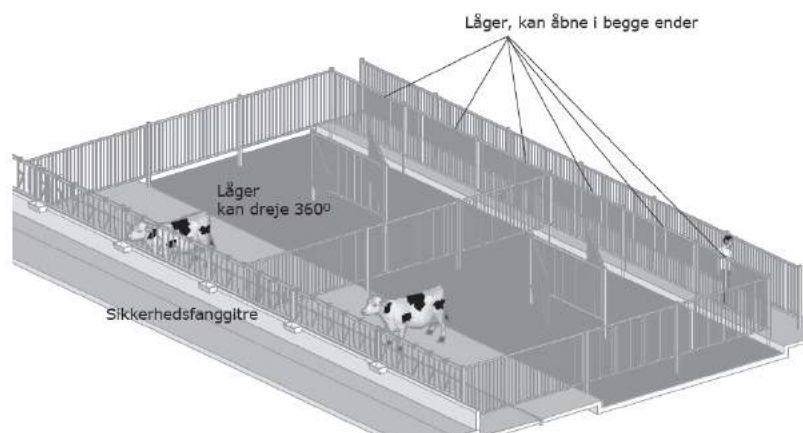 Låger, kan åbne i begge ender
Låger
kan dreje 360º
Sikkerhedsfanggitre